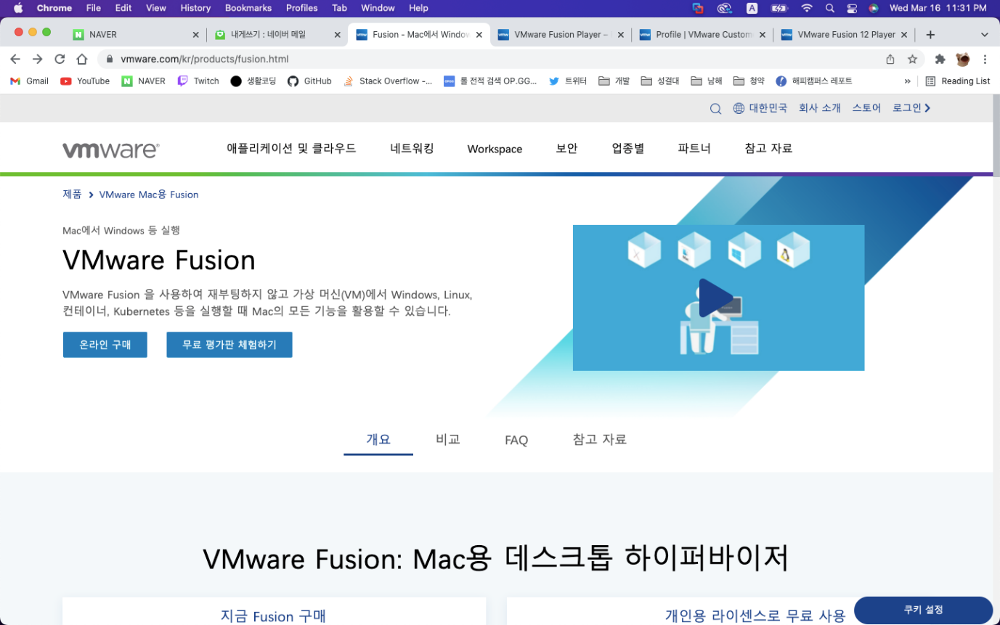 Chrome File Edit View History Bookmarks Profiles Tab Window Help A Wed Mar 16 11:31 PM
NAVER 내게쓰기 : 네이버 메일 Fusion - Mac에서 Window VMware Fusion Player – Profile | VMware Custom VMware Fusion 12 Player
vmware.com/kr/products/fusion.html
Gmail YouTube NAVER Twitch 생활코딩 GitHub Stack Overflow -... 롤 전적 검색 OP.GG... 트위터 개발 성결대 남해 청약 해피캠퍼스 레포트 » Reading List
대한민국 회사 소개 스토어 로그인
vmware® 애플리케이션 및 클라우드 네트워킹 Workspace 보안 업종별 파트너 참고 자료
제품 VMware Mac용 Fusion
Mac에서 Windows 등 실행
VMware Fusion
VMware Fusion 을 사용하여 재부팅하지 않고 가상 머신(VM)에서 Windows, Linux,
컨테이너, Kubernetes 등을 실행할 때 Mac의 모든 기능을 활용할 수 있습니다.
온라인 구매 무료 평가판 체험하기
개요 비교 FAQ 참고 자료
VMware Fusion: Mac용 데스크톱 하이퍼바이저
지금 Fusion 구매 개인용 라이센스로 무료 사용
쿠키 설정